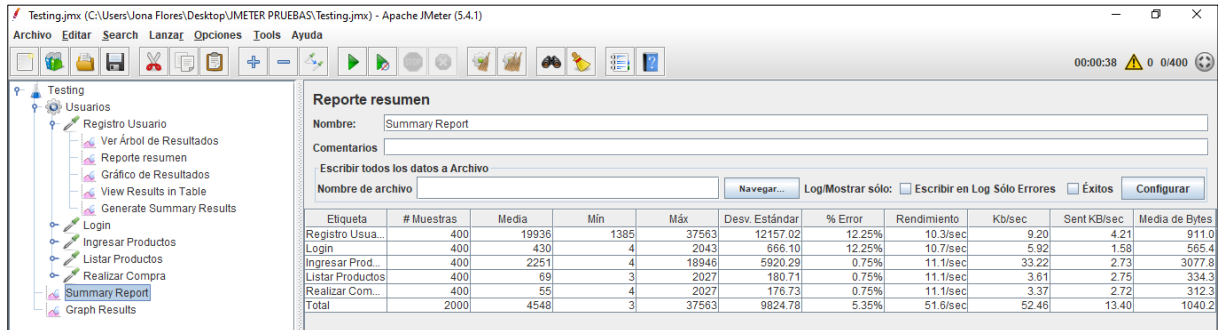 Testing.jmx (C:\Users\Jona Flores\Desktop\JMETER PRUEBAS\Testing.jmx) - Apache JMeter (5.4.1)
Archivo Editar Search Lanzar Opciones Tools Ayuda
00:00:38 0 0/400
Testing
Usuarios
Registro Usuario
Ver Árbol de Resultados
Reporte resumen
Gráfico de Resultados
View Results in Table
Generate Summary Results
Login
Ingresar Productos
Listar Productos
Realizar Compra
Summary Report
Graph Results
Reporte resumen
Nombre: Summary Report
Comentarios
Escribir todos los datos a Archivo
Nombre de archivo Navegar... Log/Mostrar sólo: Escribir en Log Sólo Errores Éxitos Configurar
Etiqueta # Muestras Media Mín Máx Desv. Estándar % Error Rendimiento Kb/sec Sent KB/sec Media de Bytes
Registro Usua... 400 19936 1385 37563 12157.02 12.25% 10.3/sec 9.20 4.21 911.0
Login 400 430 4 2043 666.10 12.25% 10.7/sec 5.92 1.58 565.4
Ingresar Prod... 400 2251 4 18946 5920.29 0.75% 11.1/sec 33.22 2.73 3077.8
Listar Productos 400 69 3 2027 180.71 0.75% 11.1/sec 3.61 2.75 334.3
Realizar Com... 400 55 4 2027 176.73 0.75% 11.1/sec 3.37 2.72 312.3
Total 2000 4548 3 37563 9824.78 5.35% 51.6/sec 52.46 13.40 1040.2